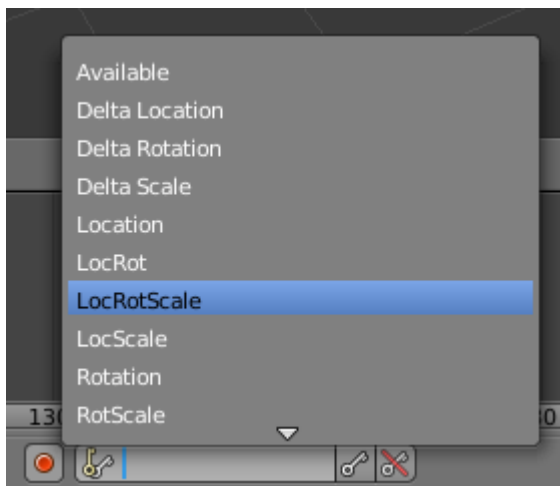 Available
Delta Location
Delta Rotation
Delta Scale
Location
LocRot
LocRotScale
LocScale
Rotation
RotScale